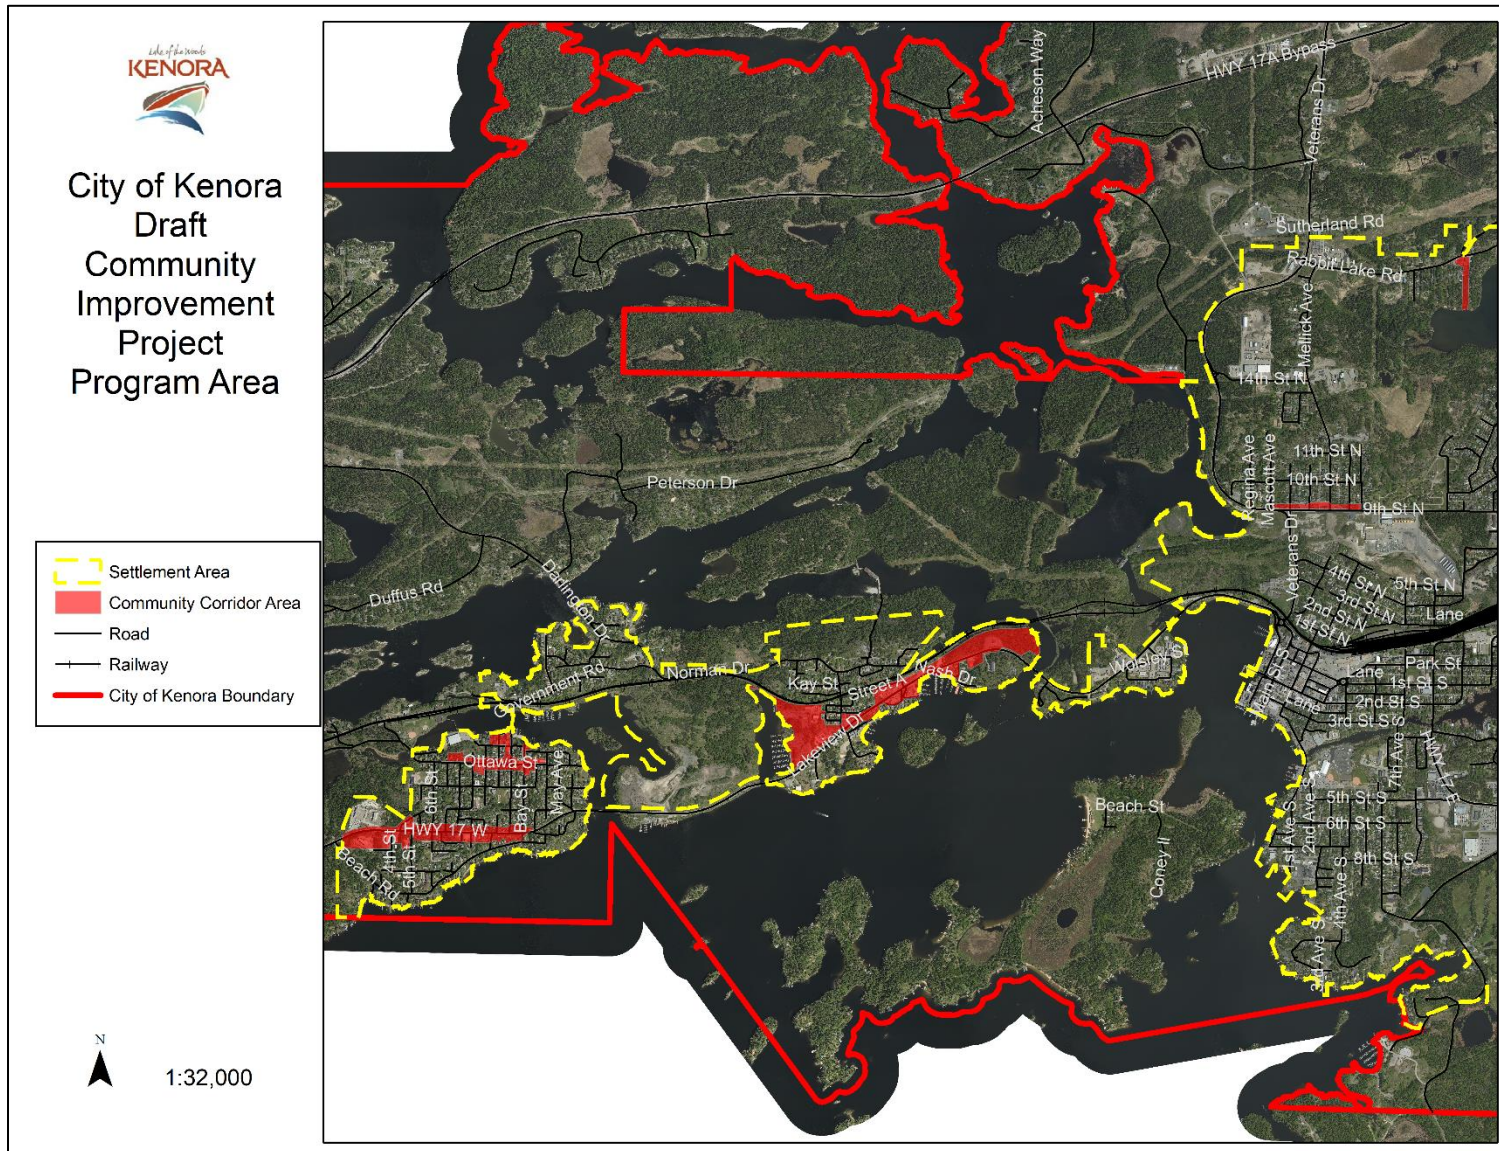 Lake of the Woods
KENORA
City of Kenora
Draft
Community
Improvement
Project
Program Area
Settlement Area
Community Corridor Area
Road
Railway
City of Kenora Boundary
N
1:32,000
Acheson Way
HWY 17A Bypass
Veterans Dr
Sutherland Rd
Rabbit Lake Rd
Mellick Ave
14th St N
11th St N
10th St N
9th St N
Regina Ave
Mascott Ave
Veterans Dr
Peterson Dr
Duffus Rd
Darlington Dr
Government Rd
Norman Dr
Kay St
Street A
Nash Dr
Lakeview Dr
Wolsley S
4th St N
5th St N
3rd St N
2nd St N
1st St N
Lane
Main St S
Lane
Lane
Park St
1st St S
2nd St S
3rd St S
7th Ave S
HWY 17 E
Ottawa St
6th St
Bay St
May Ave
HWY 17 W
4th St
5th St
Beach Rd
Beach St
Coney Il
1st Ave S
2nd Ave S
5th St S
6th St S
8th St S
4th Ave S
3rd Ave S